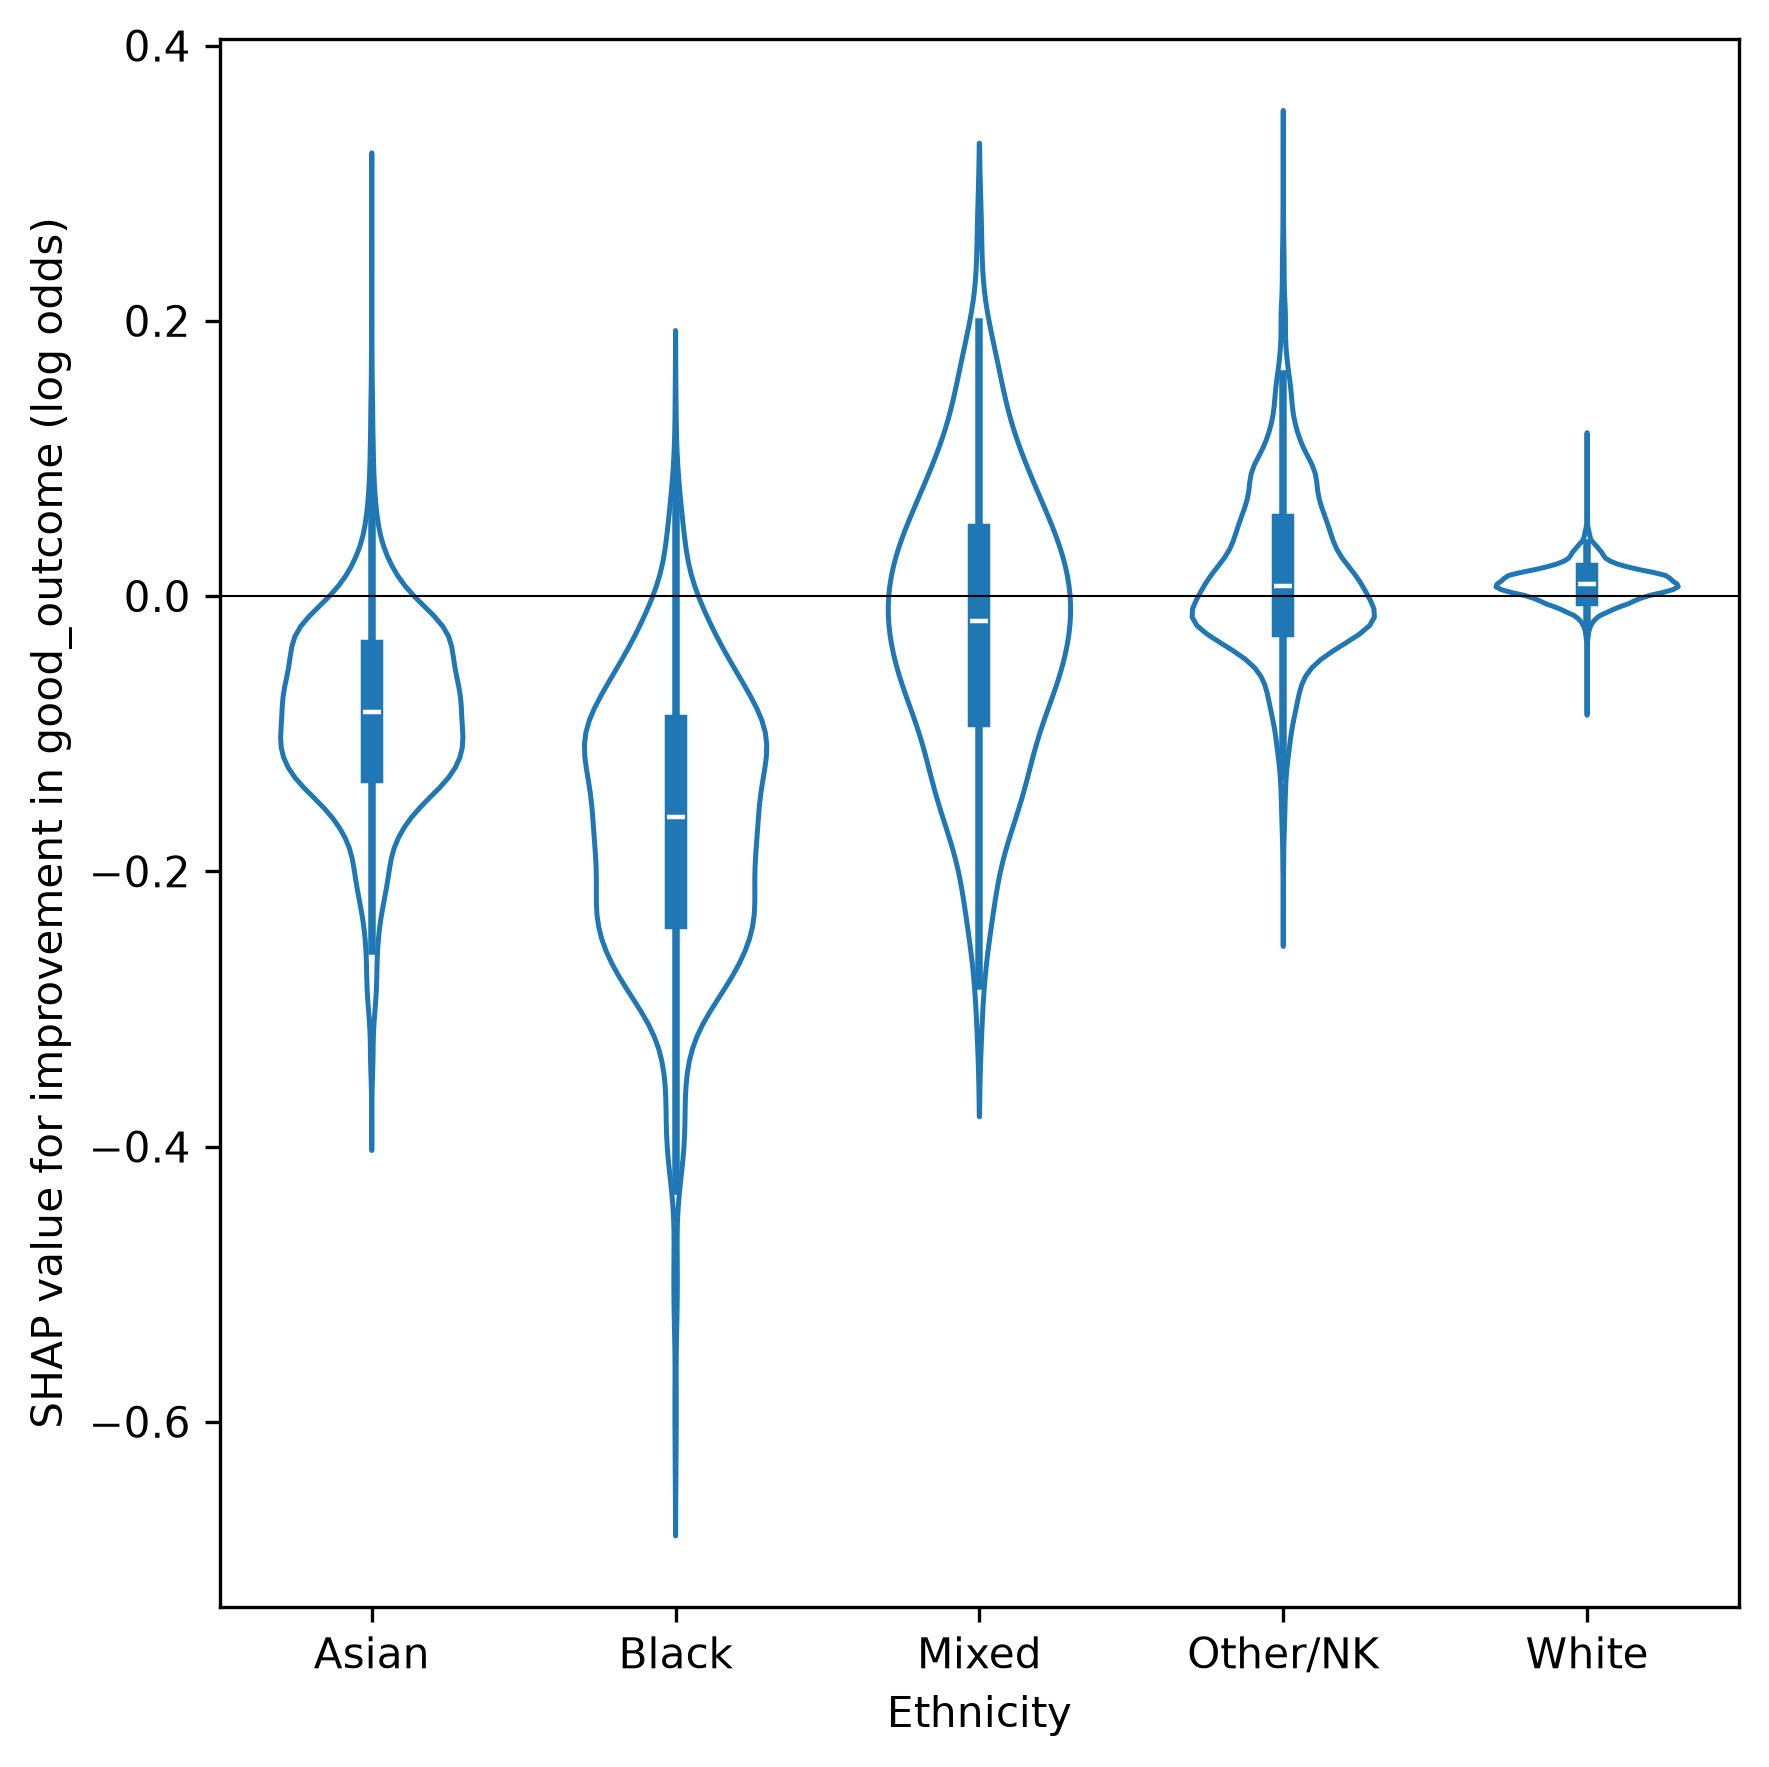 SHAP value for improvement in good_outcome (log odds)
0.4
0.2
0.0
−0.2
−0.4
−0.6
Asian
Black
Mixed
Other/NK
White
Ethnicity